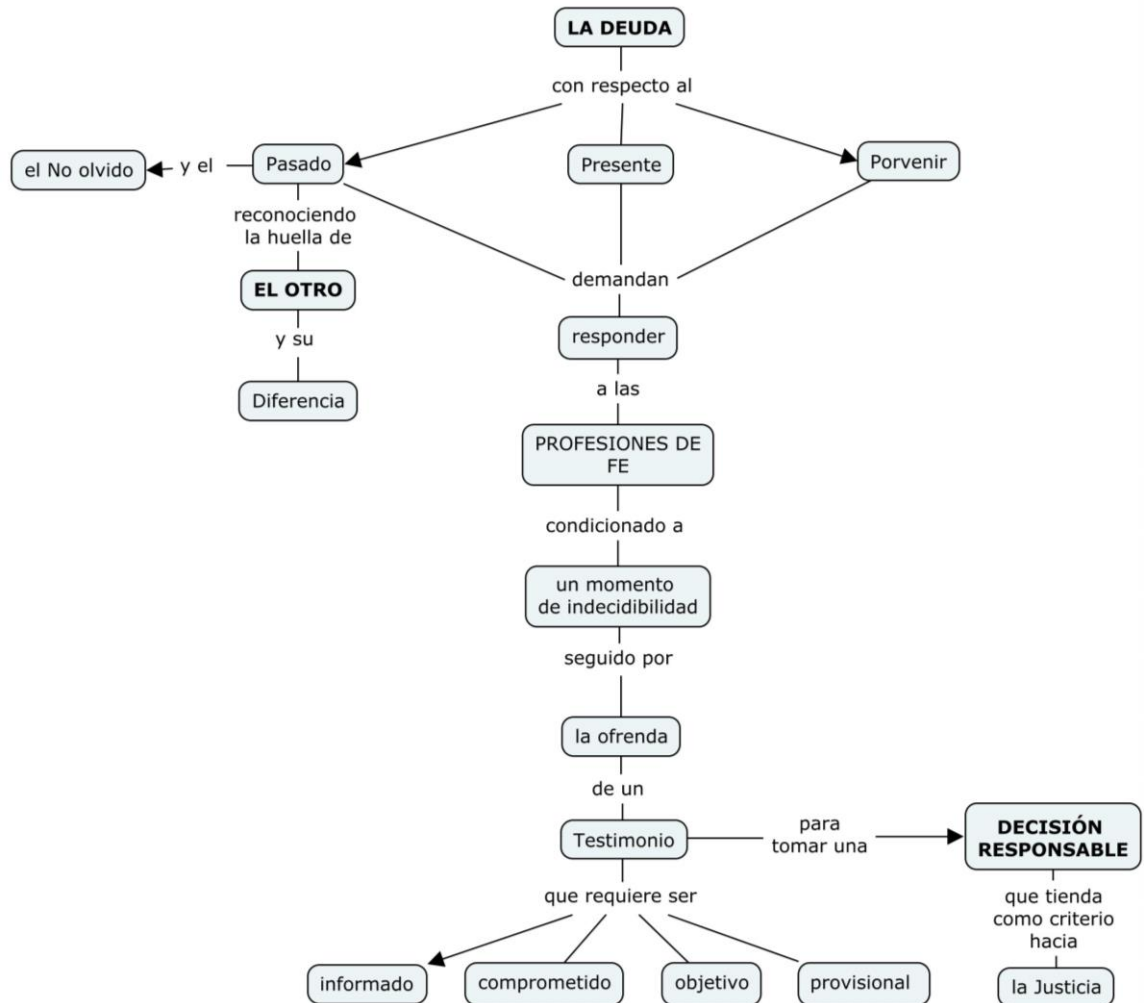 LA DEUDA
con respecto al
el No olvido
y el
Pasado
Presente
Porvenir
reconociendo
la huella de
demandan
EL OTRO
responder
y su
a las
Diferencia
PROFESIONES DE
FE
condicionado a
un momento
de indecidibilidad
seguido por
la ofrenda
de un
Testimonio
para
tomar una
DECISIÓN
RESPONSABLE
que requiere ser
que tienda
como criterio
hacia
informado
comprometido
objetivo
provisional
la Justicia